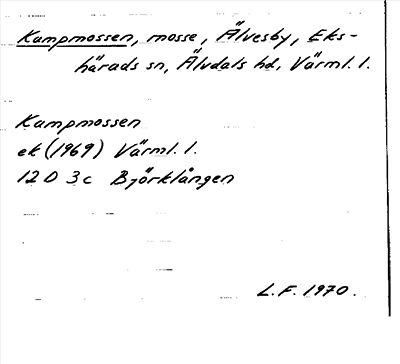 Kampmossen, mosse, Älvesby, Eks-
härads sn, Älvdals hd, Värml. l.
Kampmossen
ek (1969) Värml. l.
12 D 3c Björklången
L.F. 1970.